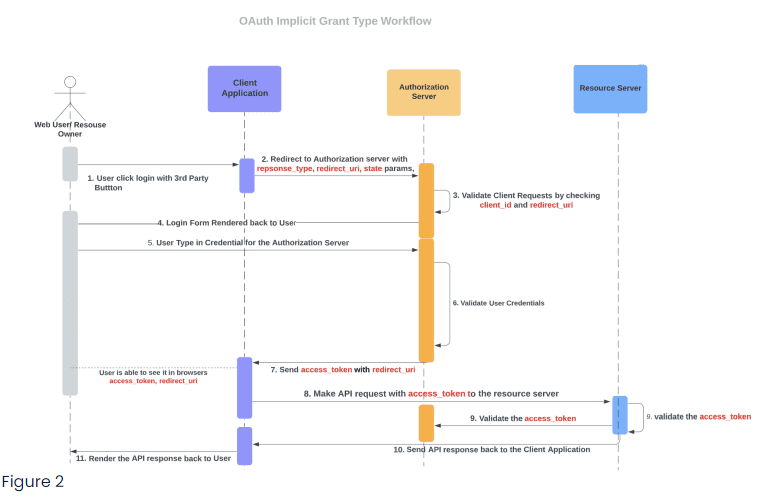 OAuth Implicit Grant Type Workflow
Client
Application
Authorization
Server
Resource Server
Web User/ Resouse
Owner
1. User click login with 3rd Party
Buttton
2. Redirect to Authorization server with
repsonse_type, redirect_uri, state params,
3. Validate Client Requests by checking
client_id and redirect_uri
4. Login Form Rendered back to User
5. User Type in Credential for the Authorization Server
6. Validate User Credentials
7. Send access_token with redirect_uri
User is able to see it in browsers
access_token, redirect_uri
8. Make API request with access_token to the resource server
9. Validate the access_token
9. validate the access_token
10. Send API response back to the Client Application
11. Render the API response back to User
Figure 2